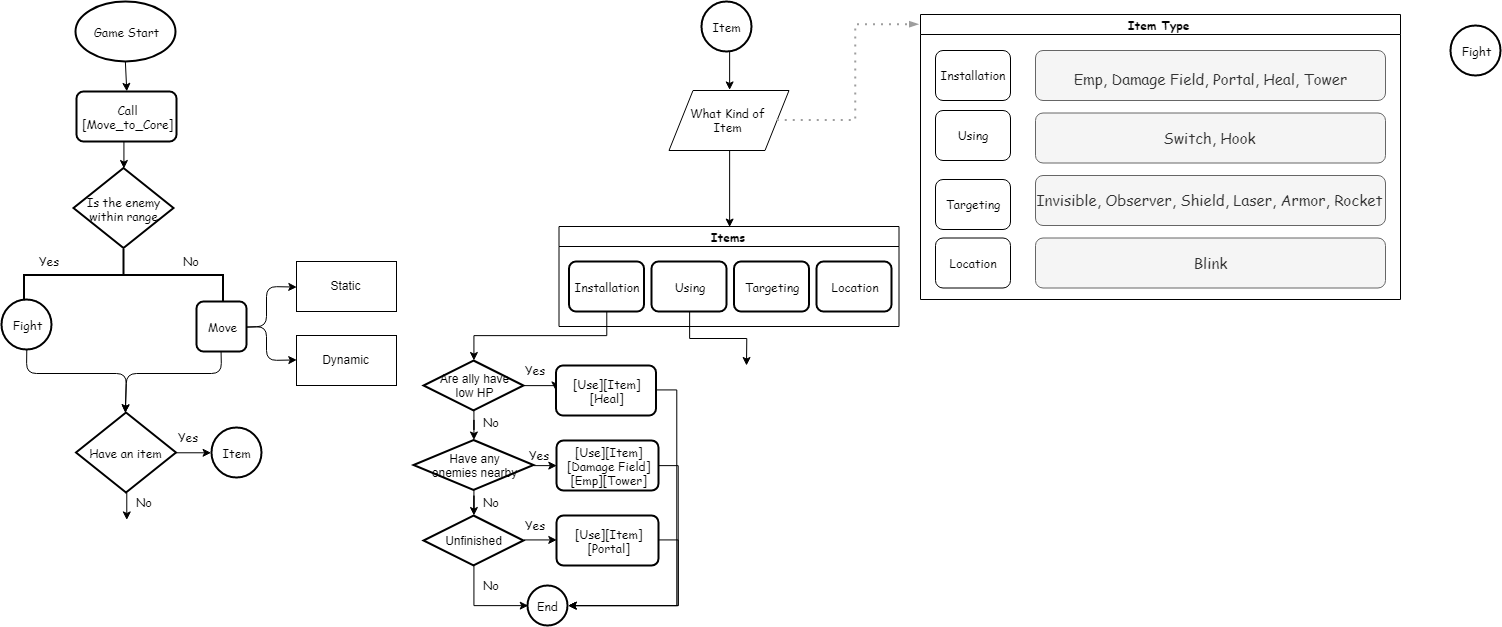 Game Start
Call
[Move_to_Core]
Is the enemy
within range
Yes
No
Fight
Move
Static
Dynamic
Have an item
Yes
Item
No
Item
What Kind of
Item
Items
Installation
Using
Targeting
Location
Are ally have
low HP
Yes
[Use][Item]
[Heal]
No
Have any
enemies nearby
Yes
[Use][Item]
[Damage Field]
[Emp][Tower]
No
Unfinished
Yes
[Use][Item]
[Portal]
No
End
Item Type
Installation
Emp, Damage Field, Portal, Heal, Tower
Using
Switch, Hook
Targeting
Invisible, Observer, Shield, Laser, Armor, Rocket
Location
Blink
Fight